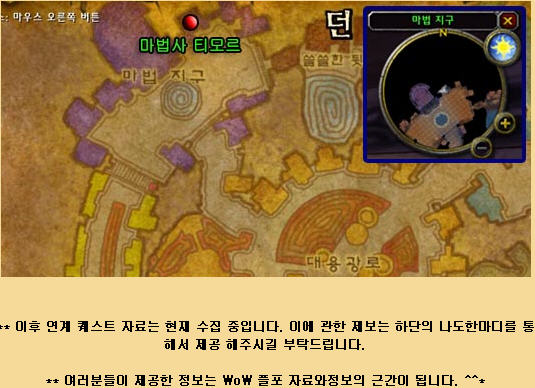 : 마우스 오른쪽 버튼
던
마법 지구
N
마법사 티모르
마법 지구
쓸쓸한 뒷
대용광로
** 이후 연계 퀘스트 자료는 현재 수집 중입니다. 이에 관한 제보는 하단의 나도한마디를 통
해서 제공 해주시길 부탁드립니다.
** 여러분들이 제공한 정보는 WoW 플포 자료와정보의 근간이 됩니다. ^^*